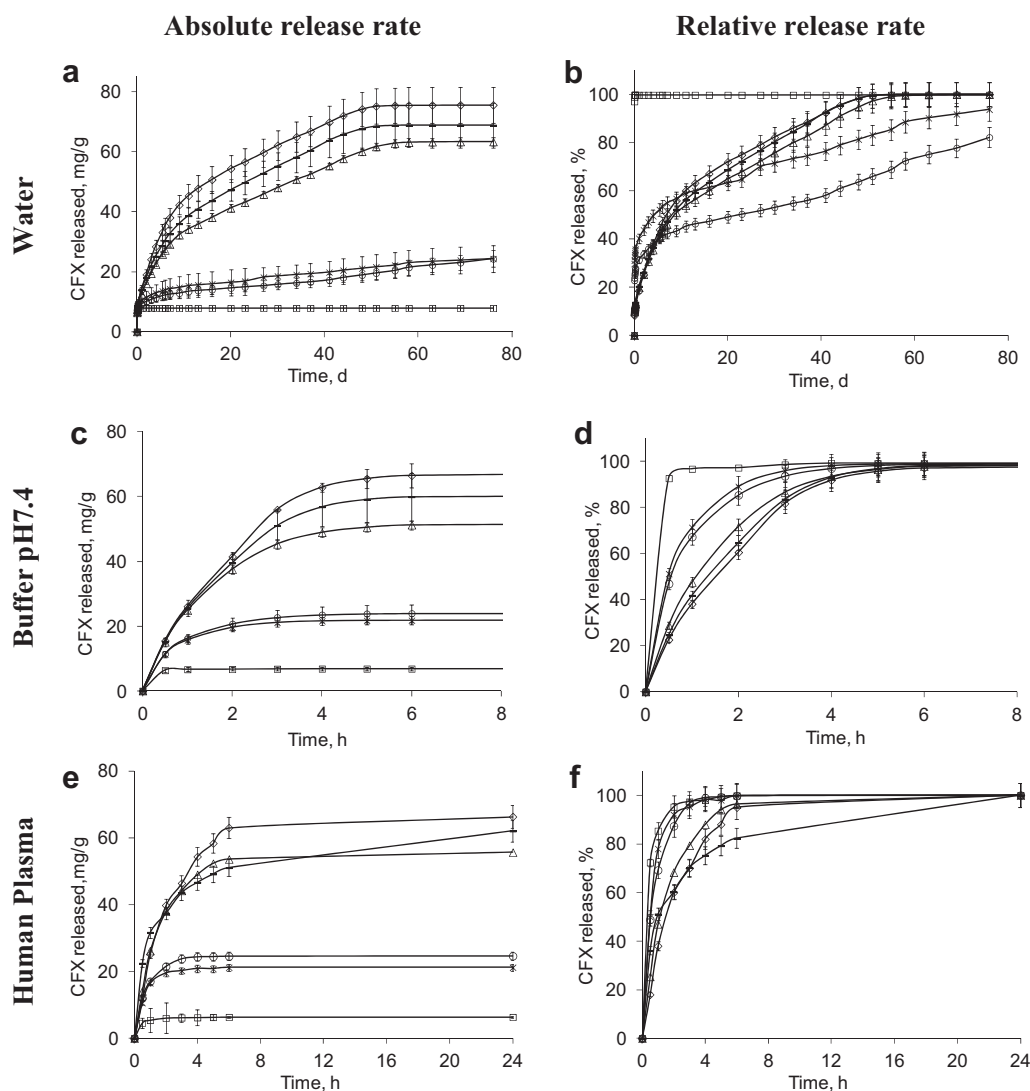 Absolute release rate
Relative release rate
Water
a
80
60
40
20
0
CFX released, mg/g
0 20 40 60 80
Time, d
b
100
80
60
40
20
0
CFX released, %
0 20 40 60 80
Time, d
Buffer pH7.4
c
80
60
40
20
0
CFX released, mg/g
0 2 4 6 8
Time, h
d
100
80
60
40
20
0
CFX released, %
0 2 4 6 8
Time, h
Human Plasma
e
80
60
40
20
0
CFX released,mg/g
0 4 8 12 16 20 24
Time, h
f
100
80
60
40
20
0
CFX released, %
0 4 8 12 16 20 24
Time, h